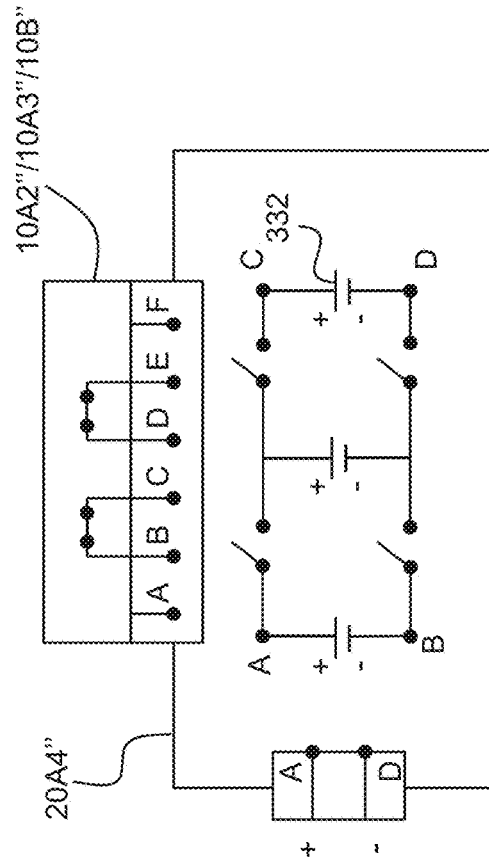 10A2”/10A3”/10B”
20A4”
A B C D E F
A
C
332
+ - + - + -
B
D
+ A
- D